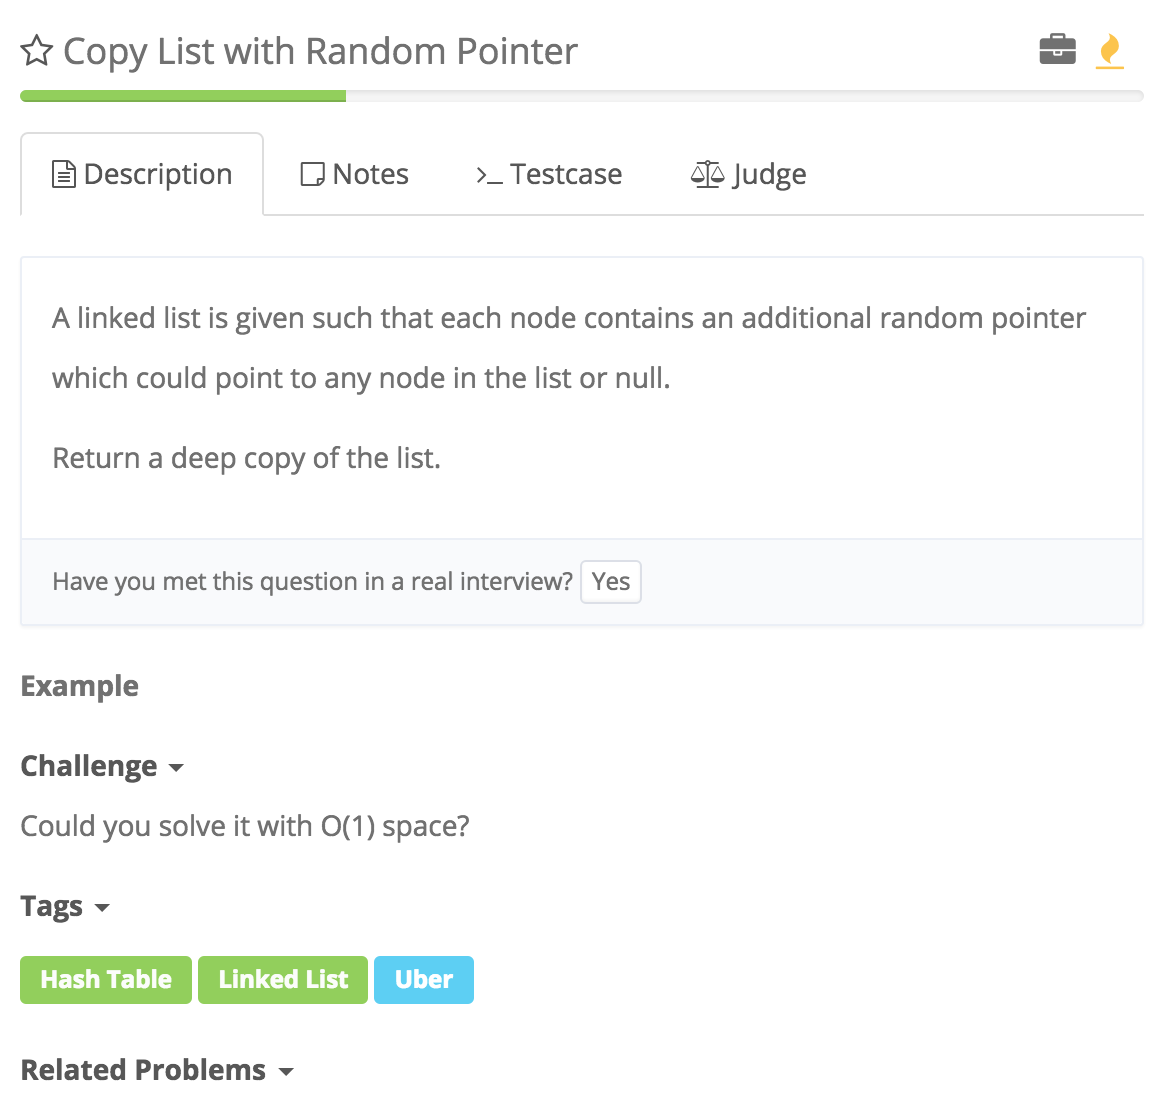 Copy List with Random Pointer
Description Notes Testcase Judge
A linked list is given such that each node contains an additional random pointer
which could point to any node in the list or null.
Return a deep copy of the list.
Have you met this question in a real interview? Yes
Example
Challenge
Could you solve it with O(1) space?
Tags
Hash Table Linked List Uber
Related Problems